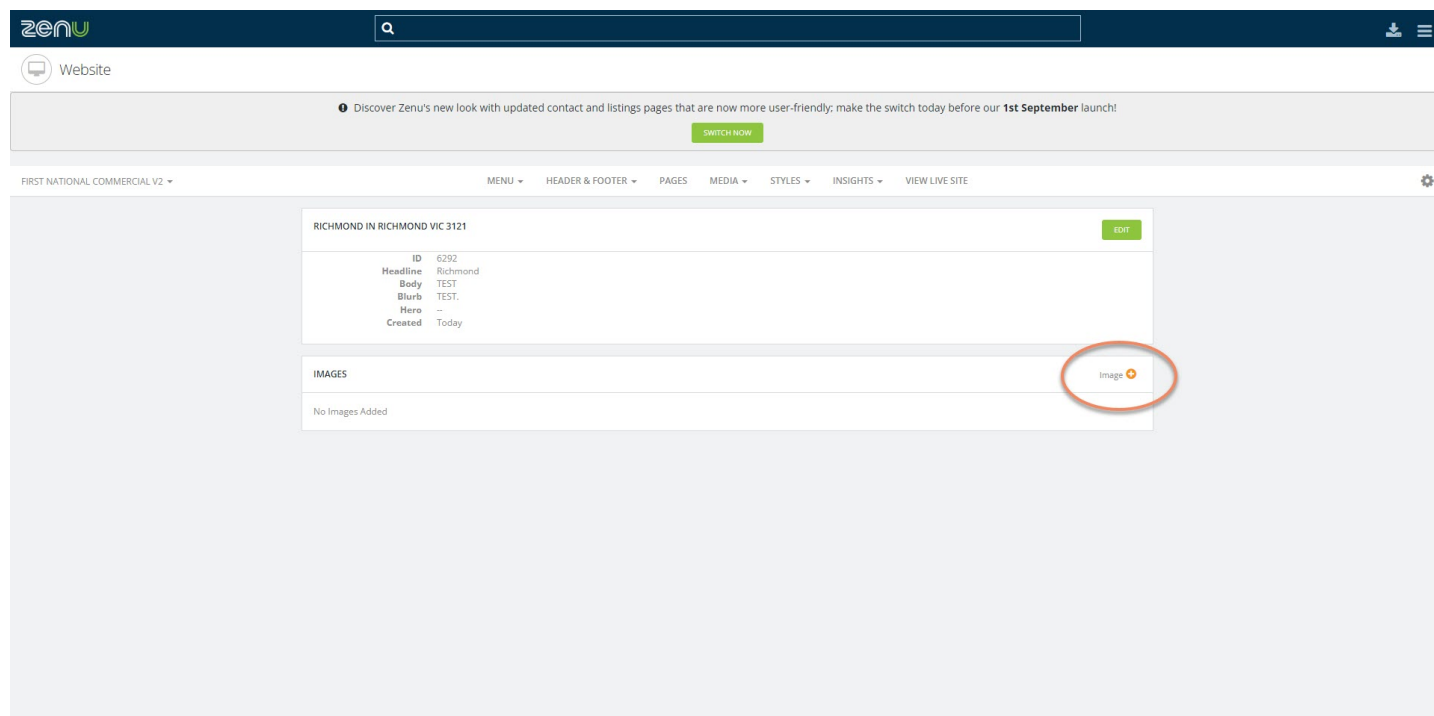 zenu
Website
Discover Zenu's new look with updated contact and listings pages that are now more user-friendly; make the switch today before our 1st September launch!
SWITCH NOW
FIRST NATIONAL COMMERCIAL V2 MENU HEADER & FOOTER PAGES MEDIA STYLES INSIGHTS VIEW LIVE SITE
RICHMOND IN RICHMOND VIC 3121 EDIT
ID 6292
Headline Richmond
Body TEST
Blurb TEST.
Hero --
Created Today
IMAGES Image
No Images Added